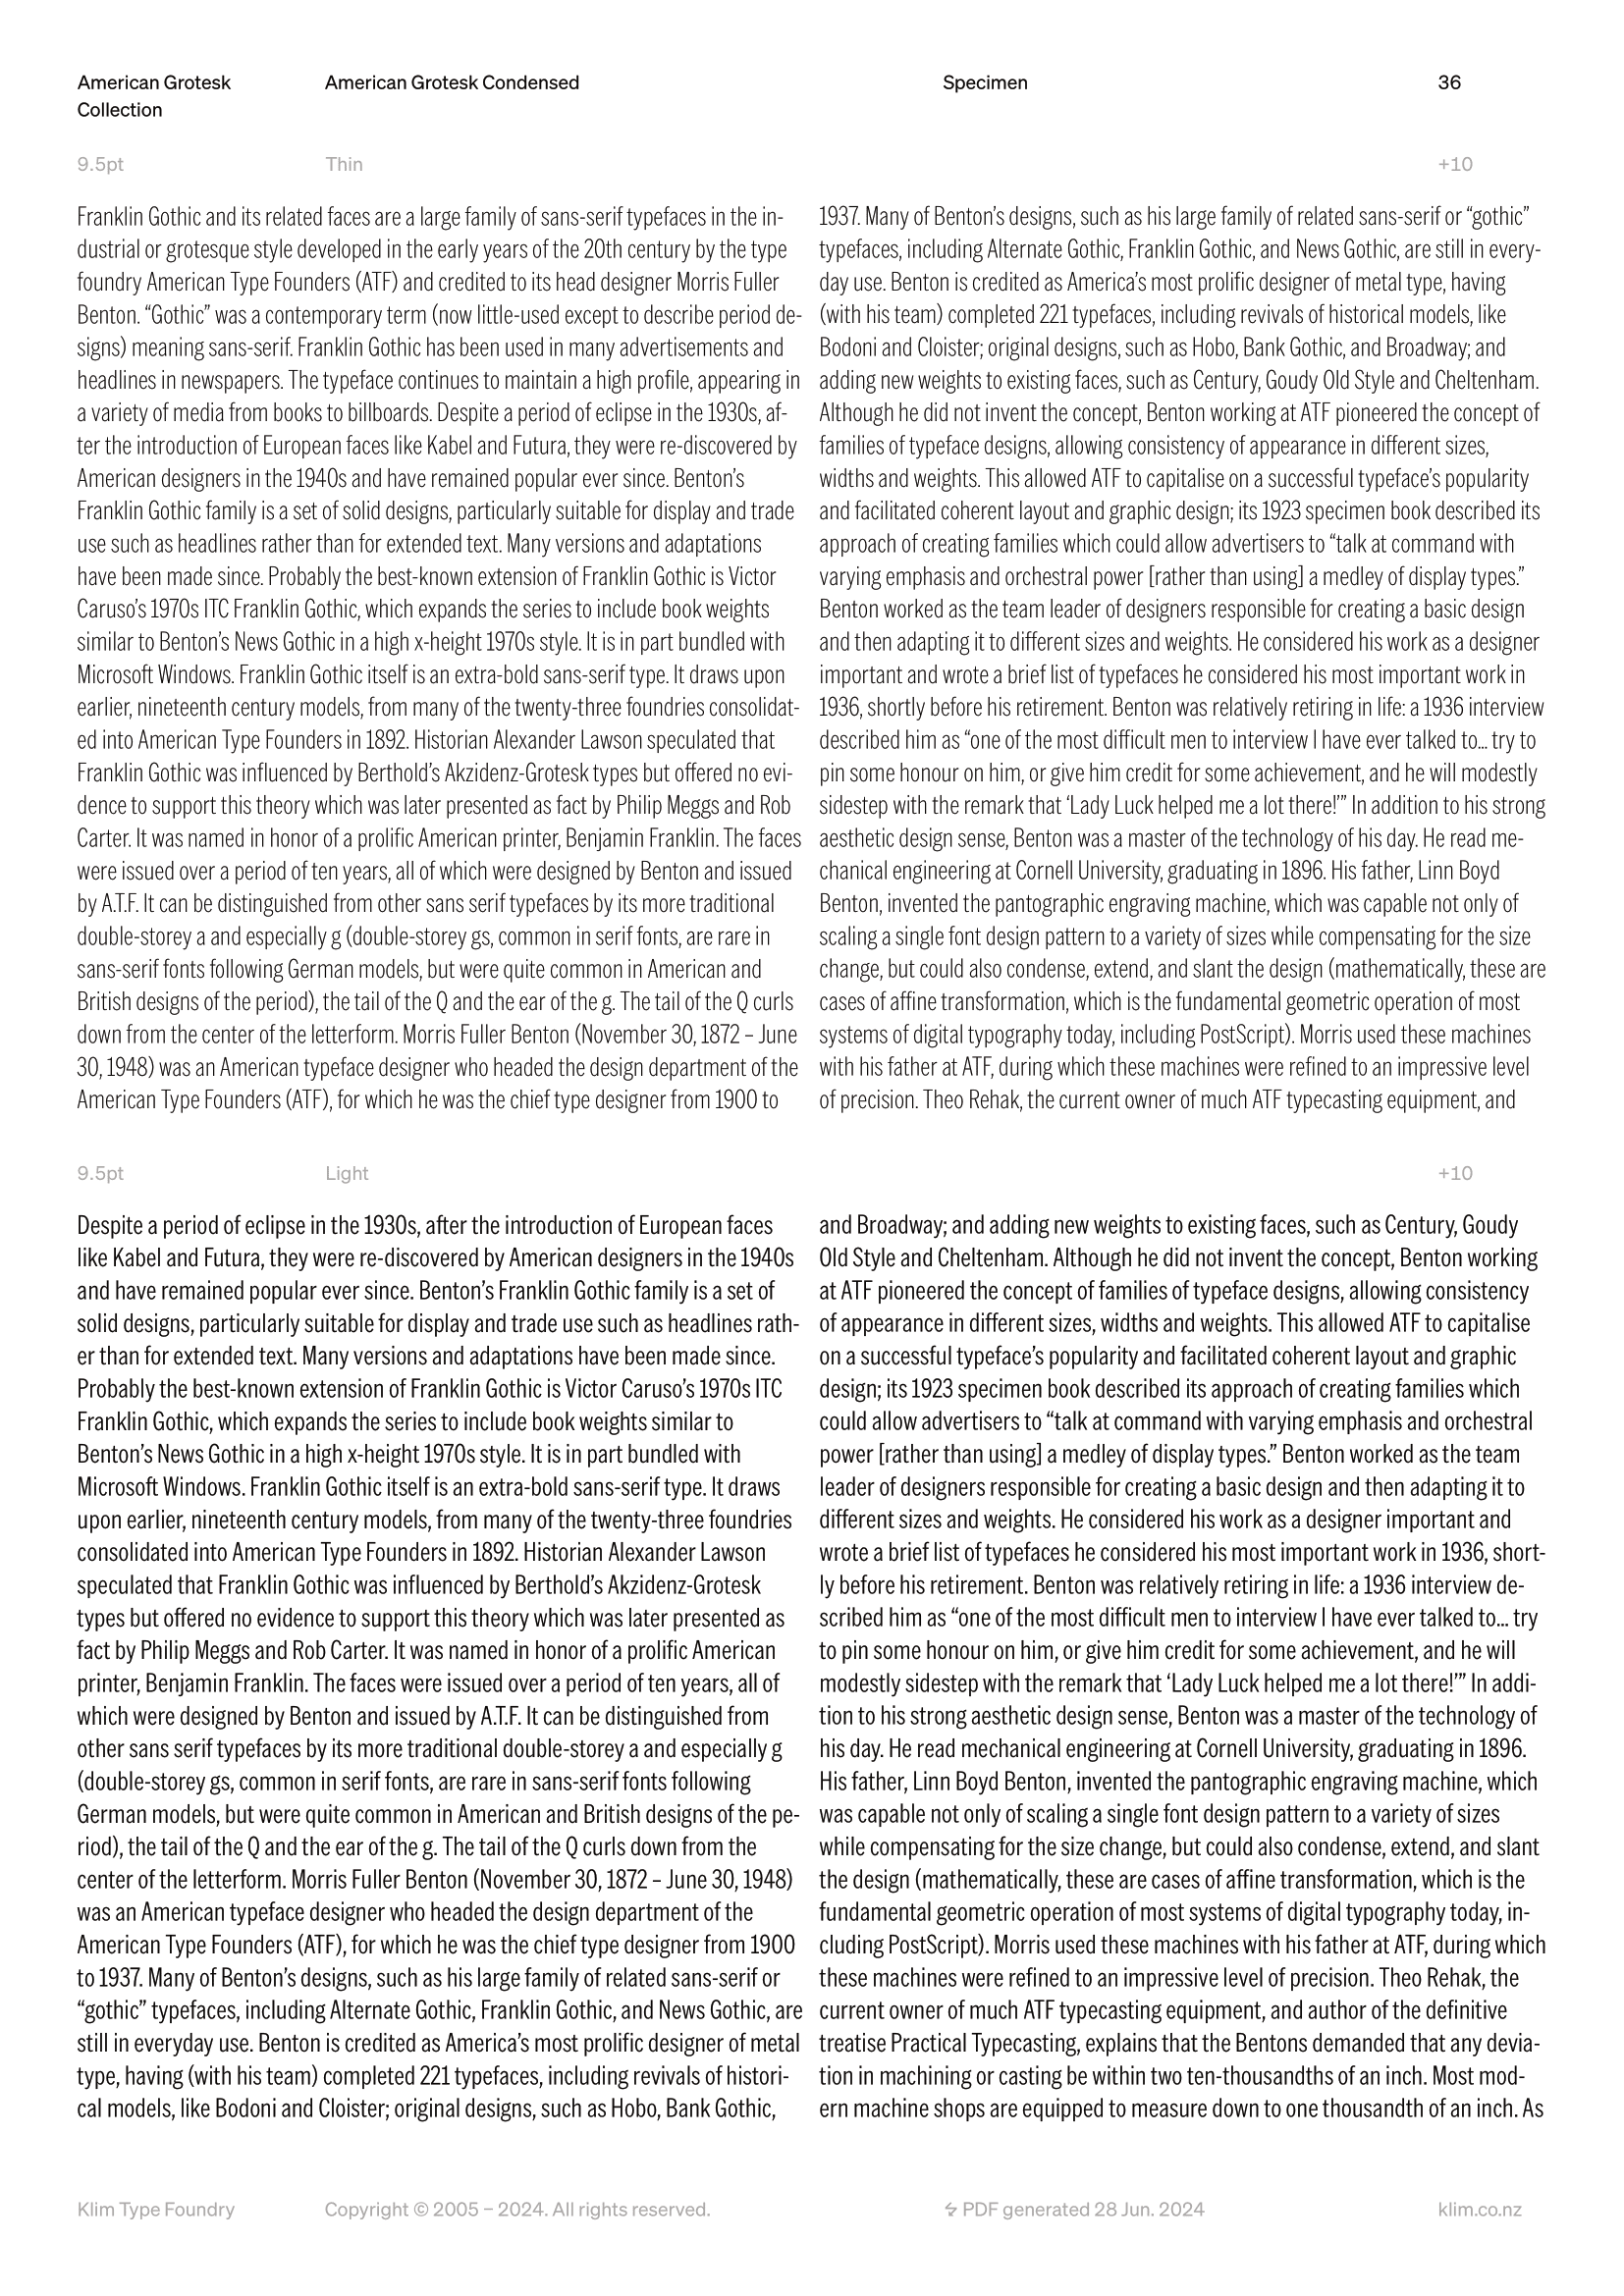 American Grotesk
Collection
American Grotesk Condensed
Specimen
36
9.5pt
Thin
+10
Franklin Gothic and its related faces are a large family of sans-serif typefaces in the in-
dustrial or grotesque style developed in the early years of the 20th century by the type
foundry American Type Founders (ATF) and credited to its head designer Morris Fuller
Benton. “Gothic” was a contemporary term (now little-used except to describe period de-
signs) meaning sans-serif. Franklin Gothic has been used in many advertisements and
headlines in newspapers. The typeface continues to maintain a high profile, appearing in
a variety of media from books to billboards. Despite a period of eclipse in the 1930s, af-
ter the introduction of European faces like Kabel and Futura, they were re-discovered by
American designers in the 1940s and have remained popular ever since. Benton’s
Franklin Gothic family is a set of solid designs, particularly suitable for display and trade
use such as headlines rather than for extended text. Many versions and adaptations
have been made since. Probably the best-known extension of Franklin Gothic is Victor
Caruso’s 1970s ITC Franklin Gothic, which expands the series to include book weights
similar to Benton’s News Gothic in a high x-height 1970s style. It is in part bundled with
Microsoft Windows. Franklin Gothic itself is an extra-bold sans-serif type. It draws upon
earlier, nineteenth century models, from many of the twenty-three foundries consolidat-
ed into American Type Founders in 1892. Historian Alexander Lawson speculated that
Franklin Gothic was influenced by Berthold’s Akzidenz-Grotesk types but offered no evi-
dence to support this theory which was later presented as fact by Philip Meggs and Rob
Carter. It was named in honor of a prolific American printer, Benjamin Franklin. The faces
were issued over a period of ten years, all of which were designed by Benton and issued
by A.T.F. It can be distinguished from other sans serif typefaces by its more traditional
double-storey a and especially g (double-storey gs, common in serif fonts, are rare in
sans-serif fonts following German models, but were quite common in American and
British designs of the period), the tail of the Q and the ear of the g. The tail of the Q curls
down from the center of the letterform. Morris Fuller Benton (November 30, 1872 – June
30, 1948) was an American typeface designer who headed the design department of the
American Type Founders (ATF), for which he was the chief type designer from 1900 to
1937. Many of Benton’s designs, such as his large family of related sans-serif or “gothic”
typefaces, including Alternate Gothic, Franklin Gothic, and News Gothic, are still in every-
day use. Benton is credited as America’s most prolific designer of metal type, having
(with his team) completed 221 typefaces, including revivals of historical models, like
Bodoni and Cloister; original designs, such as Hobo, Bank Gothic, and Broadway; and
adding new weights to existing faces, such as Century, Goudy Old Style and Cheltenham.
Although he did not invent the concept, Benton working at ATF pioneered the concept of
families of typeface designs, allowing consistency of appearance in different sizes,
widths and weights. This allowed ATF to capitalise on a successful typeface’s popularity
and facilitated coherent layout and graphic design; its 1923 specimen book described its
approach of creating families which could allow advertisers to “talk at command with
varying emphasis and orchestral power [rather than using] a medley of display types.”
Benton worked as the team leader of designers responsible for creating a basic design
and then adapting it to different sizes and weights. He considered his work as a designer
important and wrote a brief list of typefaces he considered his most important work in
1936, shortly before his retirement. Benton was relatively retiring in life: a 1936 interview
described him as “one of the most difficult men to interview I have ever talked to... try to
pin some honour on him, or give him credit for some achievement, and he will modestly
sidestep with the remark that ‘Lady Luck helped me a lot there!’” In addition to his strong
aesthetic design sense, Benton was a master of the technology of his day. He read me-
chanical engineering at Cornell University, graduating in 1896. His father, Linn Boyd
Benton, invented the pantographic engraving machine, which was capable not only of
scaling a single font design pattern to a variety of sizes while compensating for the size
change, but could also condense, extend, and slant the design (mathematically, these are
cases of affine transformation, which is the fundamental geometric operation of most
systems of digital typography today, including PostScript). Morris used these machines
with his father at ATF, during which these machines were refined to an impressive level
of precision. Theo Rehak, the current owner of much ATF typecasting equipment, and
9.5pt
Light
+10
Despite a period of eclipse in the 1930s, after the introduction of European faces
like Kabel and Futura, they were re-discovered by American designers in the 1940s
and have remained popular ever since. Benton’s Franklin Gothic family is a set of
solid designs, particularly suitable for display and trade use such as headlines rath-
er than for extended text. Many versions and adaptations have been made since.
Probably the best-known extension of Franklin Gothic is Victor Caruso’s 1970s ITC
Franklin Gothic, which expands the series to include book weights similar to
Benton’s News Gothic in a high x-height 1970s style. It is in part bundled with
Microsoft Windows. Franklin Gothic itself is an extra-bold sans-serif type. It draws
upon earlier, nineteenth century models, from many of the twenty-three foundries
consolidated into American Type Founders in 1892. Historian Alexander Lawson
speculated that Franklin Gothic was influenced by Berthold’s Akzidenz-Grotesk
types but offered no evidence to support this theory which was later presented as
fact by Philip Meggs and Rob Carter. It was named in honor of a prolific American
printer, Benjamin Franklin. The faces were issued over a period of ten years, all of
which were designed by Benton and issued by A.T.F. It can be distinguished from
other sans serif typefaces by its more traditional double-storey a and especially g
(double-storey gs, common in serif fonts, are rare in sans-serif fonts following
German models, but were quite common in American and British designs of the pe-
riod), the tail of the Q and the ear of the g. The tail of the Q curls down from the
center of the letterform. Morris Fuller Benton (November 30, 1872 – June 30, 1948)
was an American typeface designer who headed the design department of the
American Type Founders (ATF), for which he was the chief type designer from 1900
to 1937. Many of Benton’s designs, such as his large family of related sans-serif or
“gothic” typefaces, including Alternate Gothic, Franklin Gothic, and News Gothic, are
still in everyday use. Benton is credited as America’s most prolific designer of metal
type, having (with his team) completed 221 typefaces, including revivals of histori-
cal models, like Bodoni and Cloister; original designs, such as Hobo, Bank Gothic,
and Broadway; and adding new weights to existing faces, such as Century, Goudy
Old Style and Cheltenham. Although he did not invent the concept, Benton working
at ATF pioneered the concept of families of typeface designs, allowing consistency
of appearance in different sizes, widths and weights. This allowed ATF to capitalise
on a successful typeface’s popularity and facilitated coherent layout and graphic
design; its 1923 specimen book described its approach of creating families which
could allow advertisers to “talk at command with varying emphasis and orchestral
power [rather than using] a medley of display types.” Benton worked as the team
leader of designers responsible for creating a basic design and then adapting it to
different sizes and weights. He considered his work as a designer important and
wrote a brief list of typefaces he considered his most important work in 1936, short-
ly before his retirement. Benton was relatively retiring in life: a 1936 interview de-
scribed him as “one of the most difficult men to interview I have ever talked to... try
to pin some honour on him, or give him credit for some achievement, and he will
modestly sidestep with the remark that ‘Lady Luck helped me a lot there!’” In addi-
tion to his strong aesthetic design sense, Benton was a master of the technology of
his day. He read mechanical engineering at Cornell University, graduating in 1896.
His father, Linn Boyd Benton, invented the pantographic engraving machine, which
was capable not only of scaling a single font design pattern to a variety of sizes
while compensating for the size change, but could also condense, extend, and slant
the design (mathematically, these are cases of affine transformation, which is the
fundamental geometric operation of most systems of digital typography today, in-
cluding PostScript). Morris used these machines with his father at ATF, during which
these machines were refined to an impressive level of precision. Theo Rehak, the
current owner of much ATF typecasting equipment, and author of the definitive
treatise Practical Typecasting, explains that the Bentons demanded that any devia-
tion in machining or casting be within two ten-thousandths of an inch. Most mod-
ern machine shops are equipped to measure down to one thousandth of an inch. As
Klim Type Foundry
Copyright © 2005 – 2024. All rights reserved.
PDF generated 28 Jun. 2024
klim.co.nz